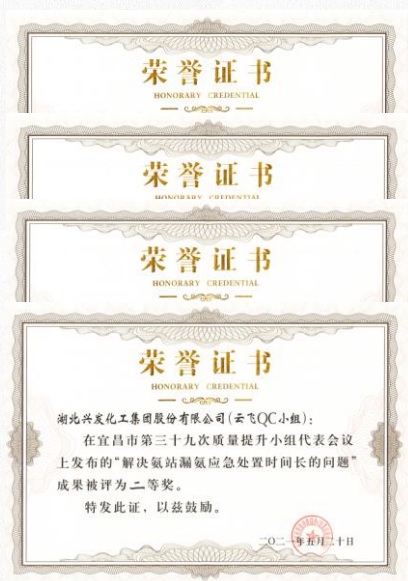 荣誉证书
HONORARY CREDENTIAL
荣誉证书
HONORARY CREDENTIAL
荣誉证书
HONORARY CREDENTIAL
荣誉证书
HONORARY CREDENTIAL
湖北兴发化工集团股份有限公司(云飞QC小组):
在宜昌市第三十九次质量提升小组代表会议
上发布的“解决氨站漏氨应急处置时间长的问题”
成果被评为二等奖。
特发此证,以兹鼓励。
二〇二一年五月二十日